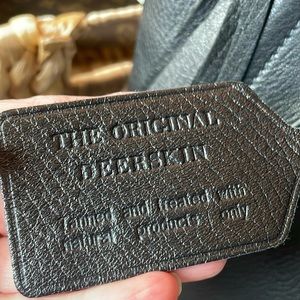 THE ORIGINAL
DEERSKIN
Tanned and treated with
natural products only